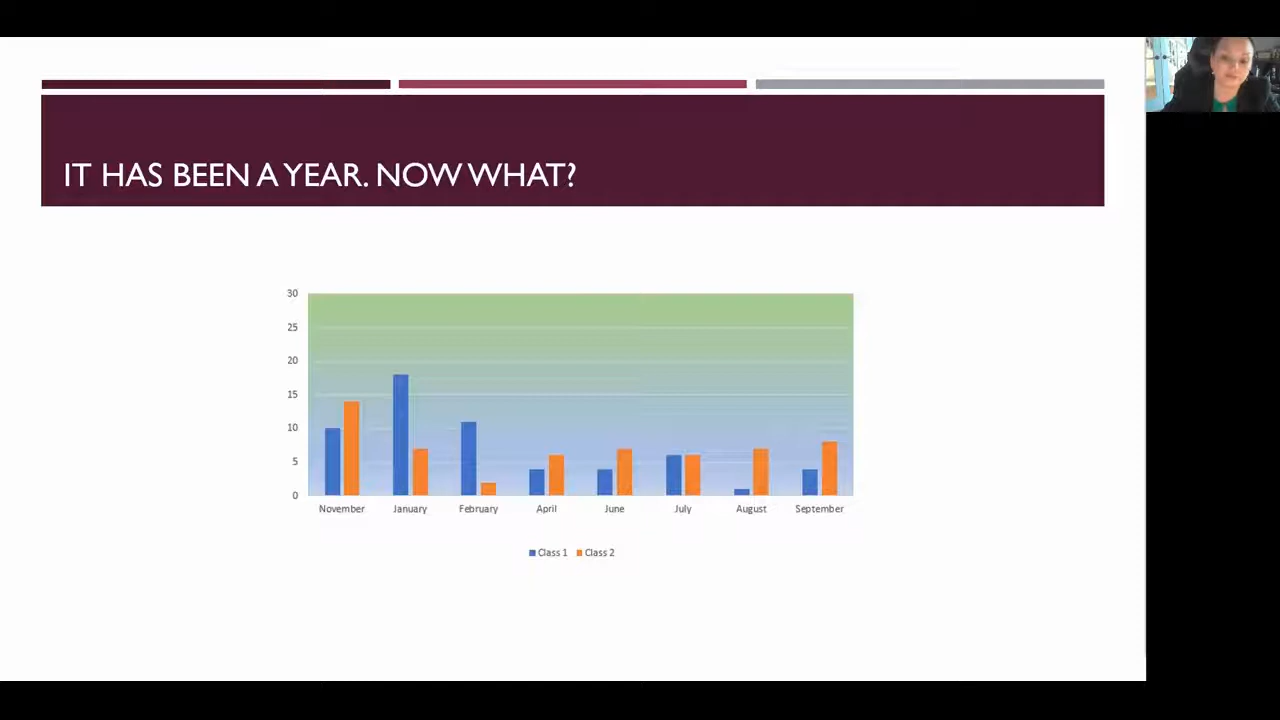 IT HAS BEEN A YEAR. NOW WHAT?
30
25
20
15
10
5
0
November January February April June July August September
Class 1 Class 2